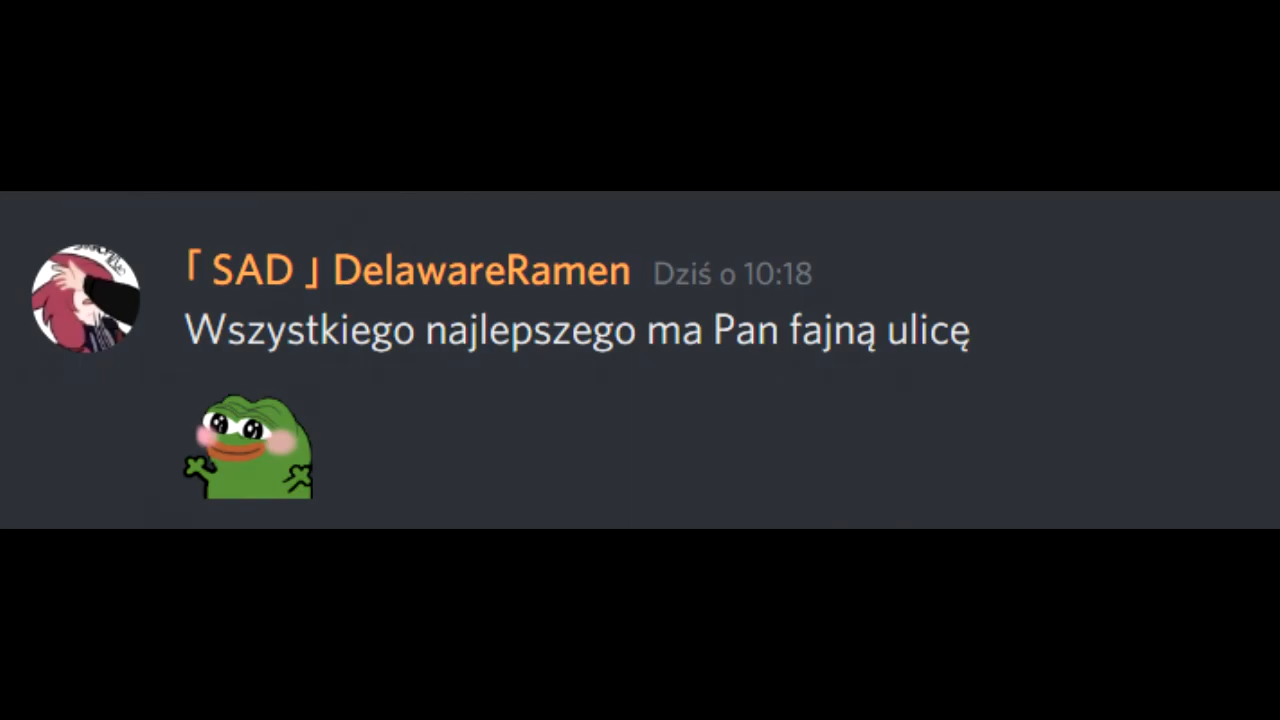 「 SAD 」 DelawareRamen Dziś o 10:18
Wszystkiego najlepszego ma Pan fajną ulicę